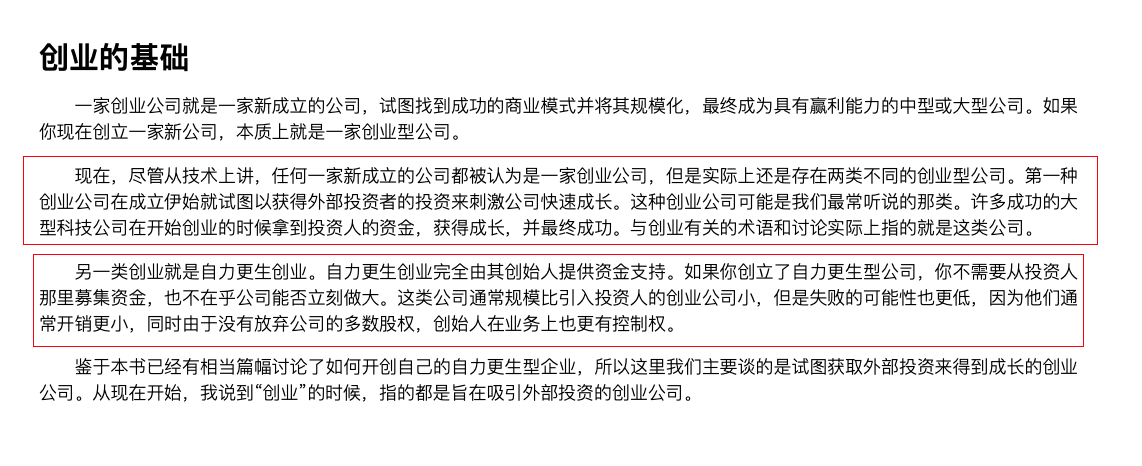 创业的基础
一家创业公司就是一家新成立的公司，试图找到成功的商业模式并将其规模化，最终成为具有赢利能力的中型或大型公司。如果
你现在创立一家新公司，本质上就是一家创业型公司。
现在，尽管从技术上讲，任何一家新成立的公司都被认为是一家创业公司，但是实际上还是存在两类不同的创业型公司。第一种
创业公司在成立伊始就试图以获得外部投资者的投资来刺激公司快速成长。这种创业公司可能是我们最常听说的那类。许多成功的大
型科技公司在开始创业的时候拿到投资人的资金，获得成长，并最终成功。与创业有关的术语和讨论实际上指的就是这类公司。
另一类创业就是自力更生创业。自力更生创业完全由其创始人提供资金支持。如果你创立了自力更生型公司，你不需要从投资人
那里募集资金，也不在乎公司能否立刻做大。这类公司通常规模比引入投资人的创业公司小，但是失败的可能性也更低，因为他们通
常开销更小，同时由于没有放弃公司的多数股权，创始人在业务上也更有控制权。
鉴于本书已经有相当篇幅讨论了如何开创自己的自力更生型企业，所以这里我们主要谈的是试图获取外部投资来得到成长的创业
公司。从现在开始，我说到“创业”的时候，指的都是旨在吸引外部投资的创业公司。